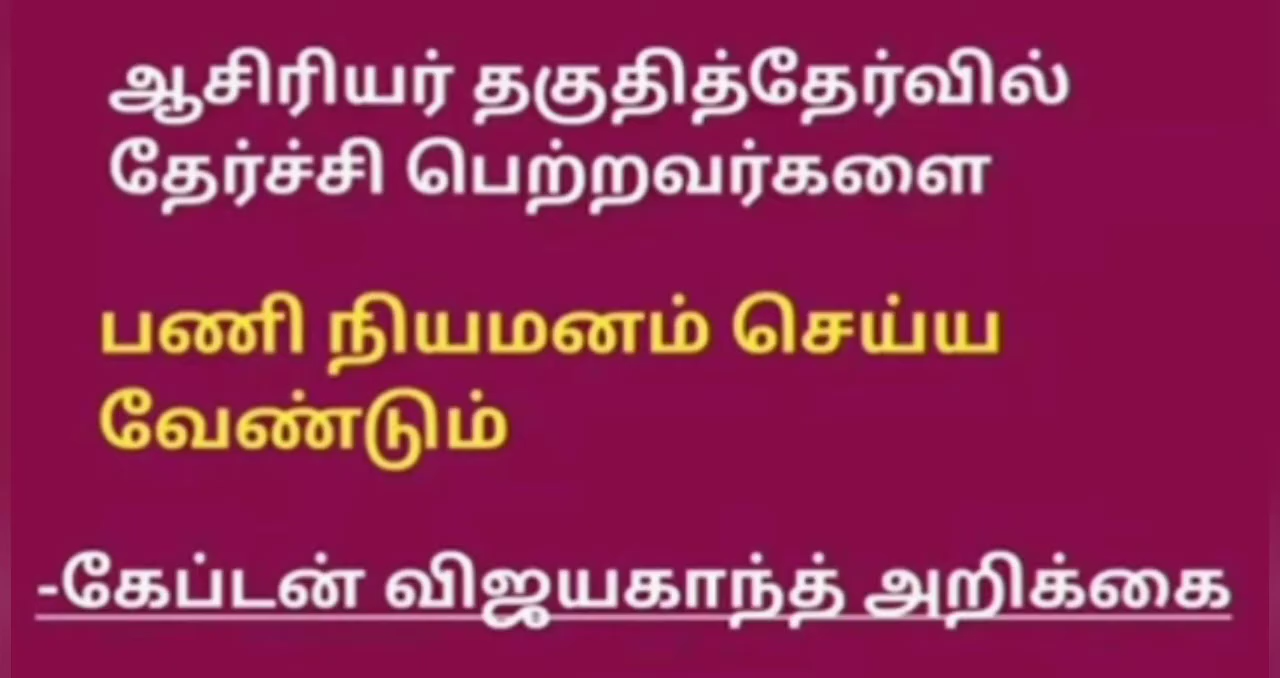 ஆசிரியர் தகுதித்தேர்வில்
தேர்ச்சி பெற்றவர்களை
பணி நியமனம் செய்ய
வேண்டும்
-கேப்டன் விஜயகாந்த் அறிக்கை